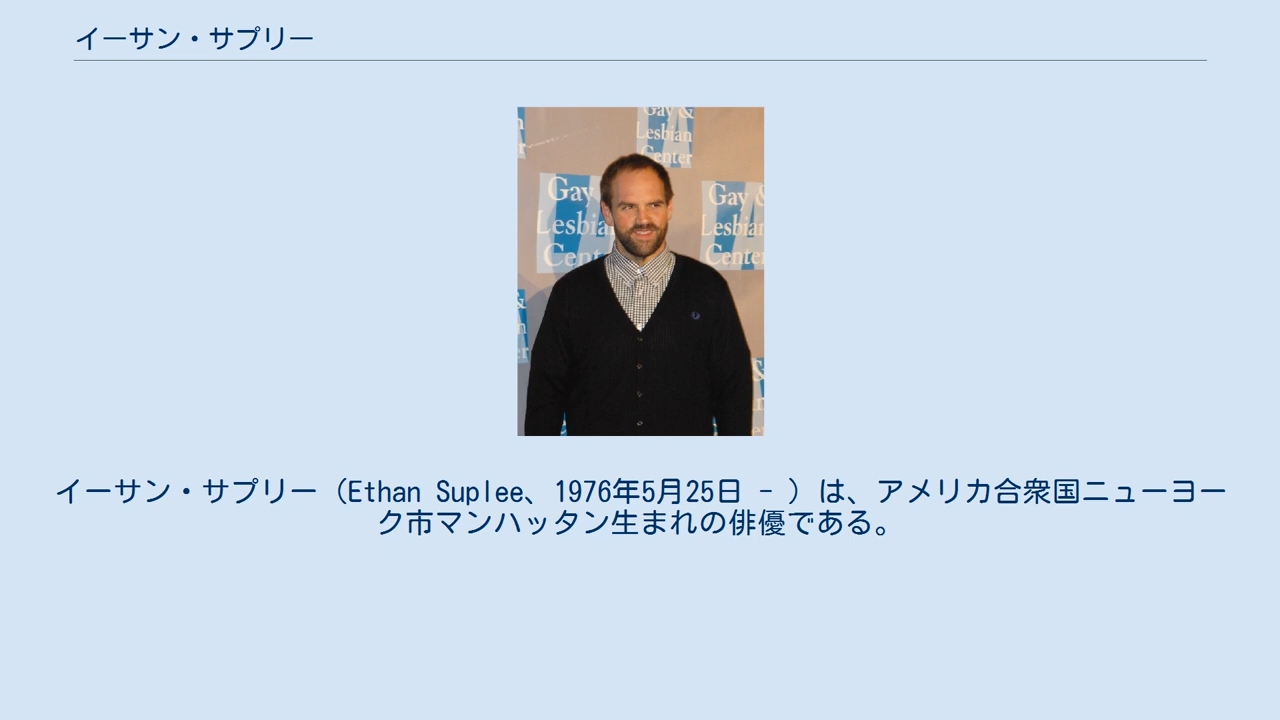 イーサン・サプリー
Gay &
Lesbian
Center
Gay
Lesbia
Cent
Gay &
Lesbian
Center
イーサン・サプリー（Ethan Suplee、1976年5月25日 - ）は、アメリカ合衆国ニューヨー
ク市マンハッタン生まれの俳優である。